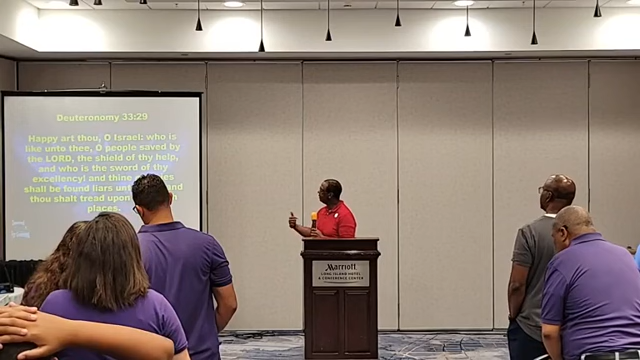 Deuteronomy 33:29
Happy art thou, O Israel: who is
like unto thee, O people saved by
the LORD, the shield of thy help,
and who is the sword of thy
excellency! and thine
shall be found liars and
thou shalt tread upon
places.
Marriott
LONG ISLAND HOTEL
& CONFERENCE CENTER